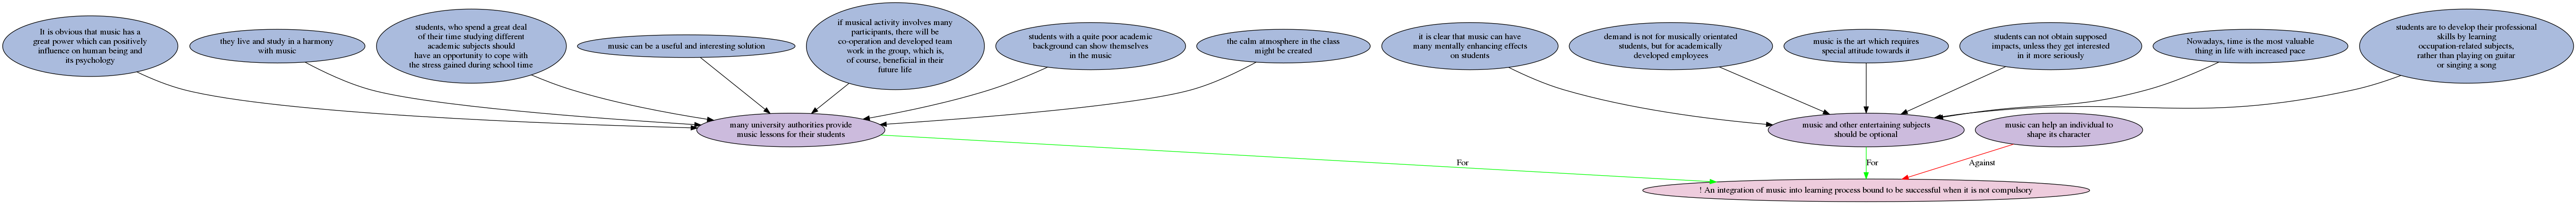 It is obvious that music has a
great power which can positively
influence on human being and
its psychology
they live and study in a harmony
with music
students, who spend a great deal
of their time studying different
academic subjects should
have an opportunity to cope with
the stress gained during school time
music can be a useful and interesting solution
if musical activity involves many
participants, there will be
co-operation and developed team
work in the group, which is,
of course, beneficial in their
future life
students with a quite poor academic
background can show themselves
in the music
the calm atmosphere in the class
might be created
it is clear that music can have
many mentally enhancing effects
on students
demand is not for musically orientated
students, but for academically
developed employees
music is the art which requires
special attitude towards it
students can not obtain supposed
impacts, unless they get interested
in it more seriously
Nowadays, time is the most valuable
thing in life with increased pace
students are to develop their professional
skills by learning
occupation-related subjects,
rather than playing on guitar
or singing a song
many university authorities provide
music lessons for their students
music and other entertaining subjects
should be optional
music can help an individual to
shape its character
For
For
Against
! An integration of music into learning process bound to be successful when it is not compulsory